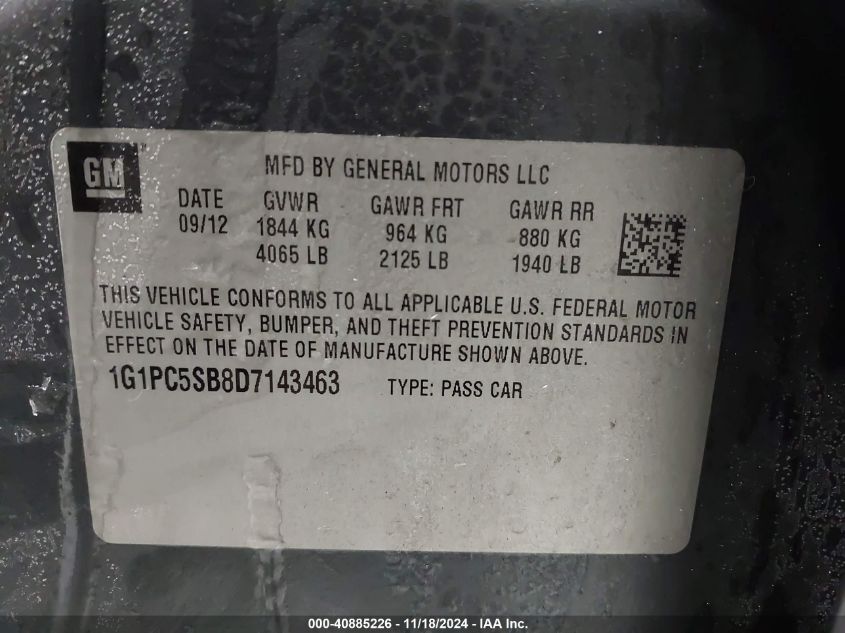 GM
MFD BY GENERAL MOTORS LLC
DATE GVWR GAWR FRT GAWR RR
09/12 1844 KG 964 KG 880 KG
4065 LB 2125 LB 1940 LB
THIS VEHICLE CONFORMS TO ALL APPLICABLE U.S. FEDERAL MOTOR
VEHICLE SAFETY, BUMPER, AND THEFT PREVENTION STANDARDS IN
EFFECT ON THE DATE OF MANUFACTURE SHOWN ABOVE.
1G1PC5SB8D7143463 TYPE: PASS CAR
000-40885226 - 11/18/2024 - IAAI.com